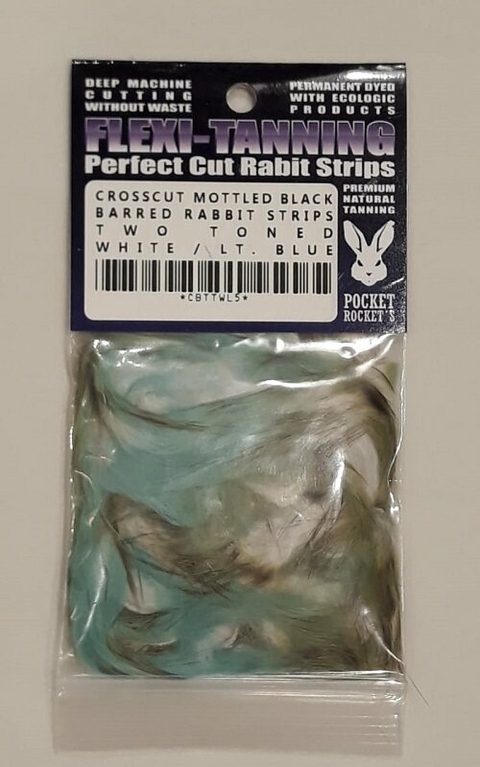 DEEP MACHINE
CUTTING
WITHOUT WASTE
PERMANENT DYED
WITH ECOLOGIC
PRODUCTS
FLEXI-TANNING
Perfect Cut Rabit Strips
CROSSCUT MOTTLED BLACK
BARRED RABBIT STRIPS
TWO TONED
WHITE / LT. BLUE
*CBTTWL5*
PREMIUM
NATURAL
TANNING
POCKET
ROCKET'S